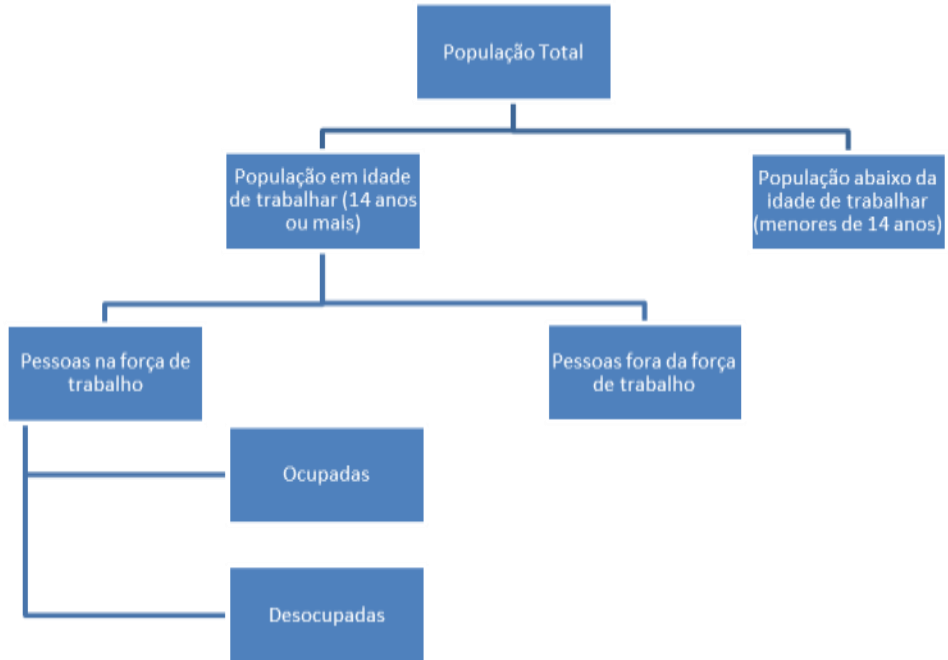 População Total
População em idade
de trabalhar (14 anos
ou mais)
População abaixo da
idade de trabalhar
(menores de 14 anos)
Pessoas na força de
trabalho
Pessoas fora da força
de trabalho
Ocupadas
Desocupadas